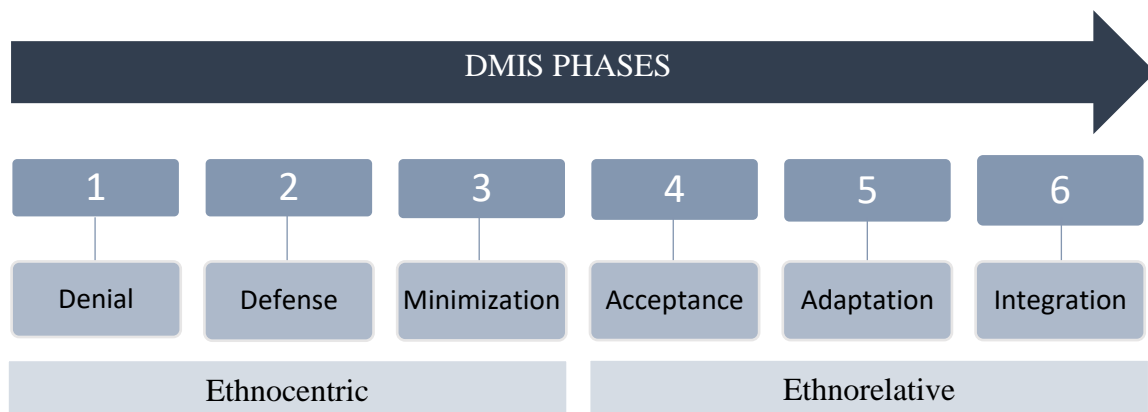 DMIS PHASES
1 2 3 4 5 6
Denial Defense Minimization Acceptance Adaptation Integration
Ethnocentric Ethnorelative